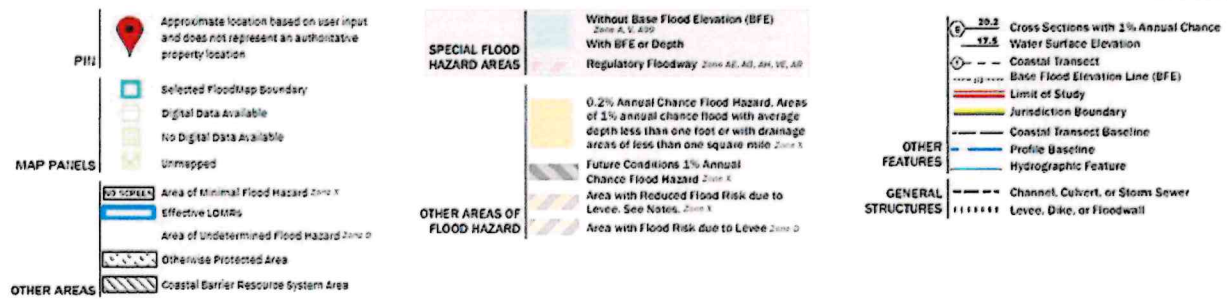 Approximate location based on user input
and does not represent an authoritative
property location
PIN
Selected FloodMap Boundary
Digital Data Available
No Digital Data Available
Unmapped
MAP PANELS
NO SCREEN Area of Minimal Flood Hazard Zone X
Effective LOMRs
Area of Undetermined Flood Hazard Zone D
Otherwise Protected Area
Coastal Barrier Resource System Area
OTHER AREAS
Without Base Flood Elevation (BFE)
Zone A, V, A99
With BFE or Depth
Regulatory Floodway Zone AE, AO, AH, VE, AR
SPECIAL FLOOD
HAZARD AREAS
0.2% Annual Chance Flood Hazard, Areas
of 1% annual chance flood with average
depth less than one foot or with drainage
areas of less than one square mile Zone X
Future Conditions 1% Annual
Chance Flood Hazard Zone X
Area with Reduced Flood Risk due to
Levee. See Notes. Zone X
Area with Flood Risk due to Levee Zone D
OTHER AREAS OF
FLOOD HAZARD
20.2 Cross Sections with 1% Annual Chance
17.5 Water Surface Elevation
Coastal Transect
Base Flood Elevation Line (BFE)
Limit of Study
Jurisdiction Boundary
Coastal Transect Baseline
Profile Baseline
Hydrographic Feature
OTHER
FEATURES
Channel, Culvert, or Storm Sewer
Levee, Dike, or Floodwall
GENERAL
STRUCTURES